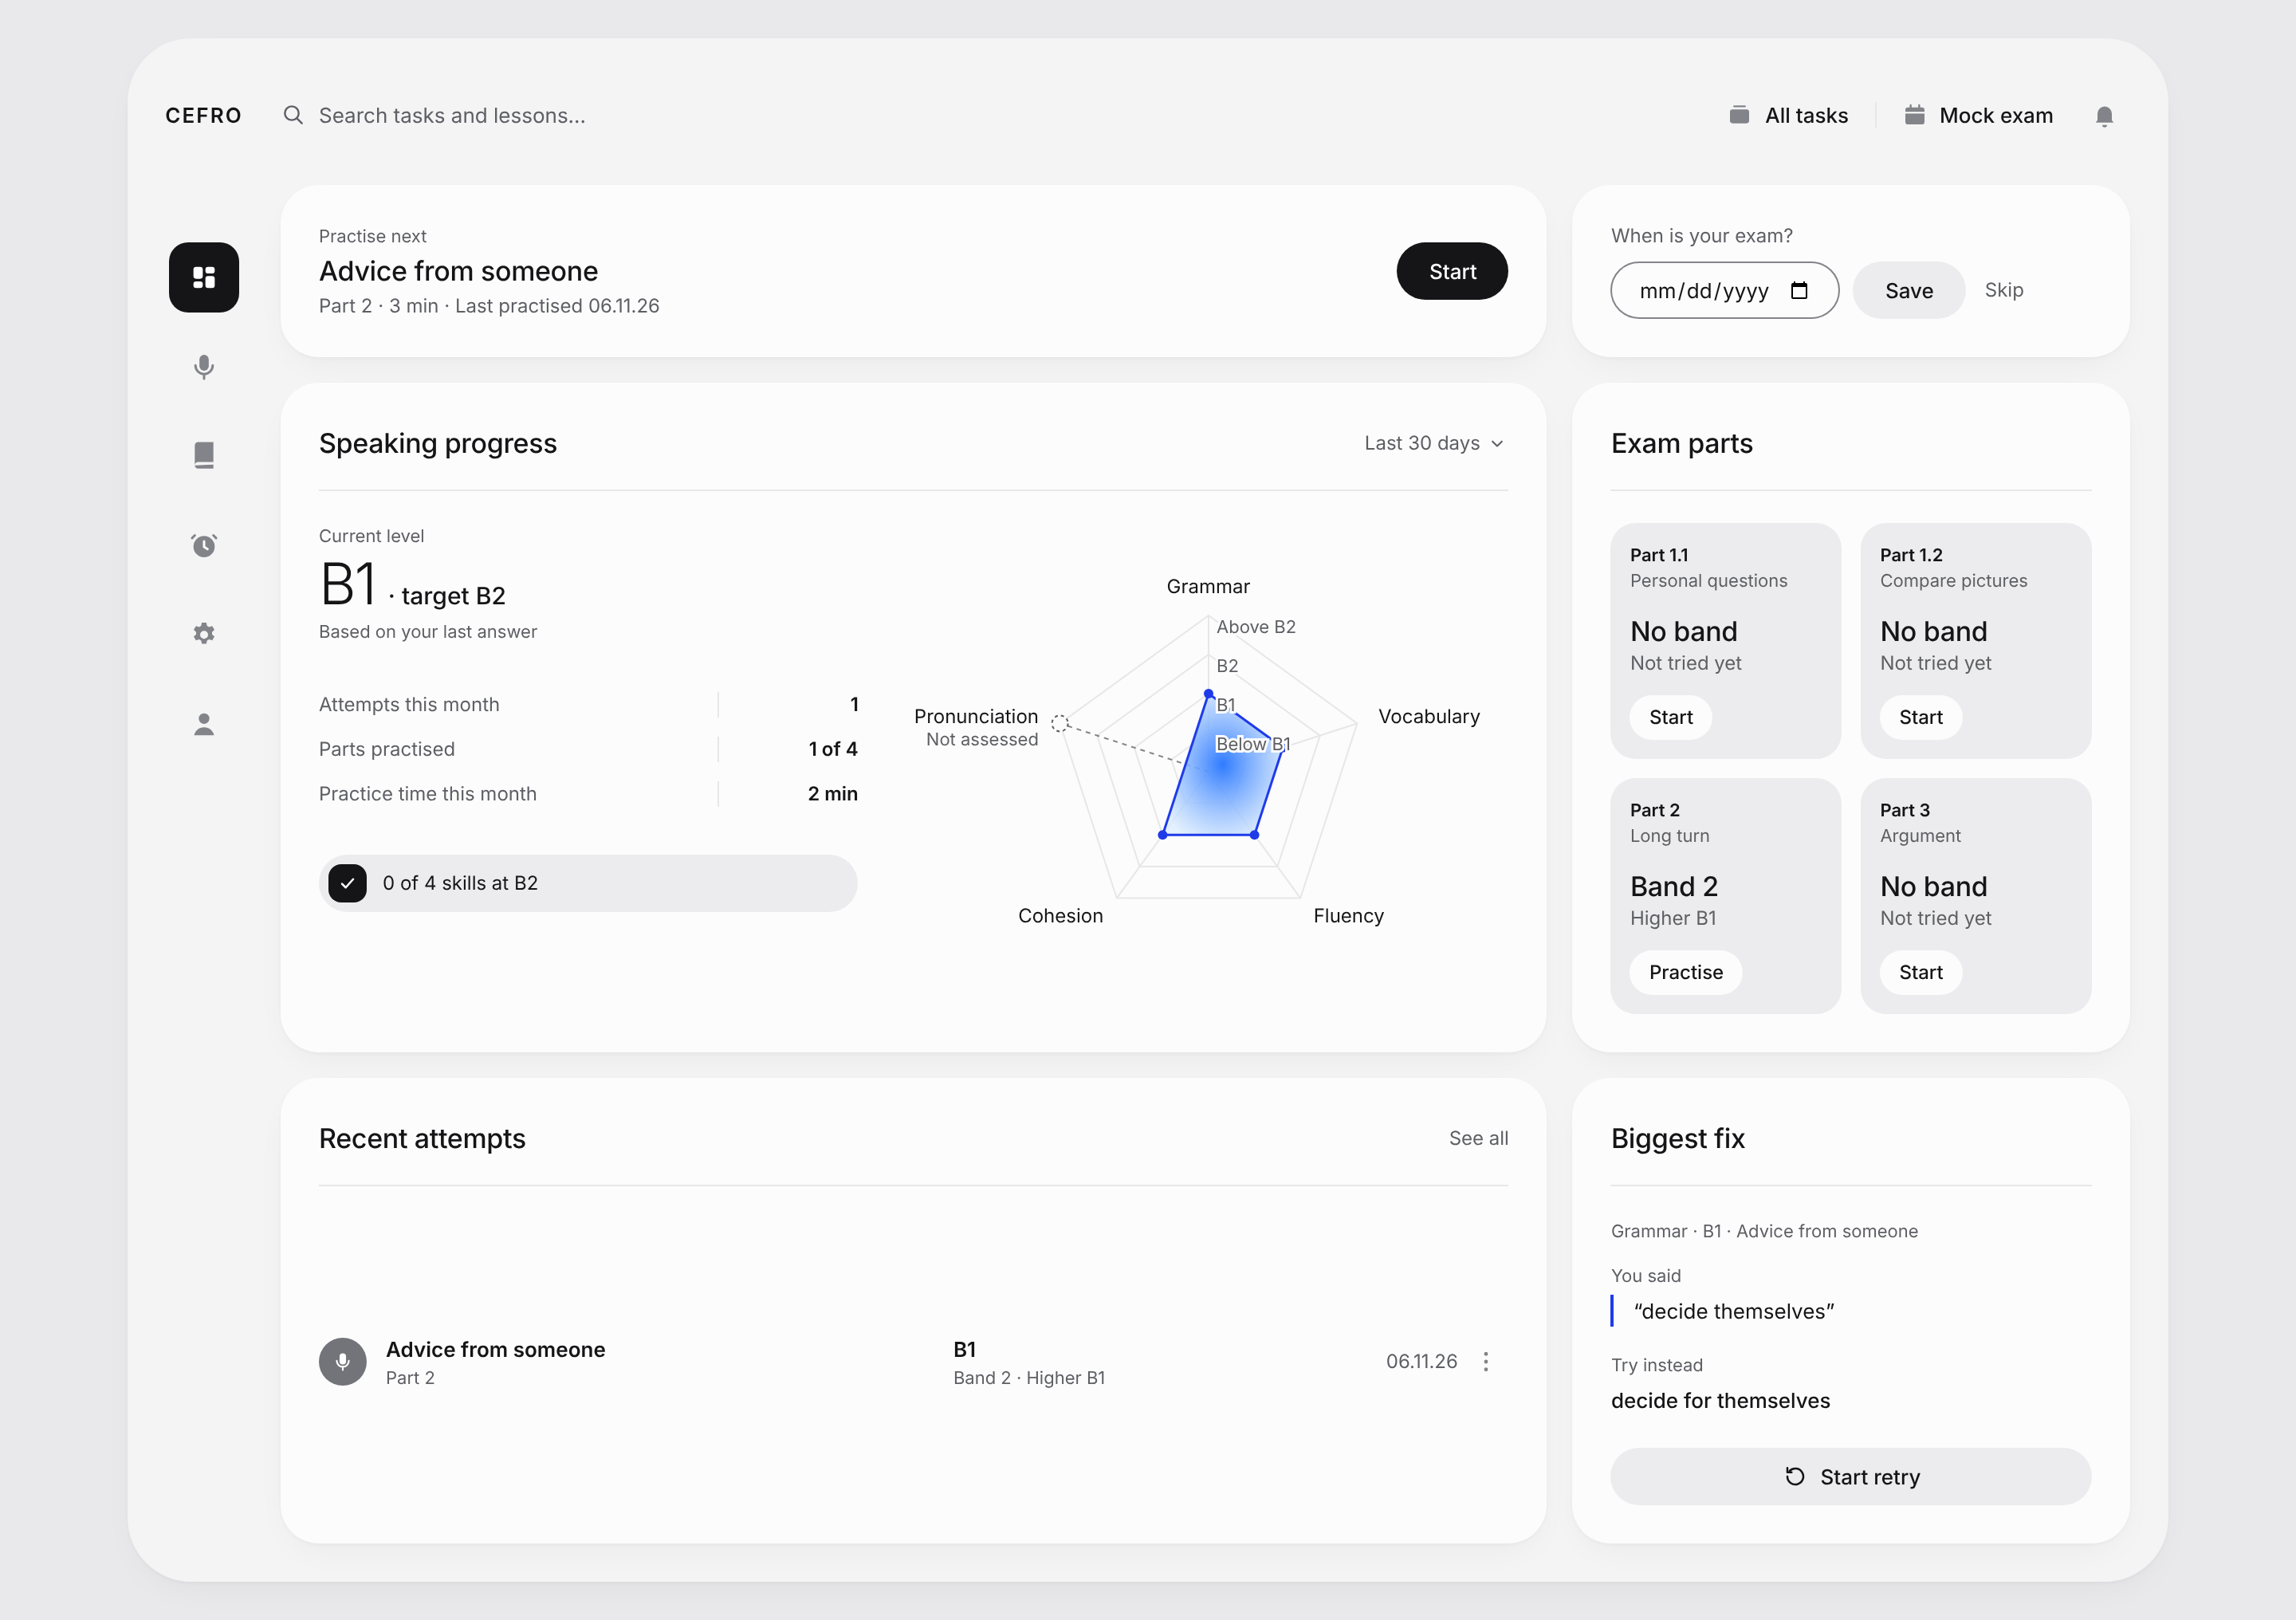 CEFRO
Search tasks and lessons...
All tasks
Mock exam
Practise next
Advice from someone
Part 2 · 3 min · Last practised 06.11.26
Start
When is your exam?
mm/dd/yyyy
Save
Skip
Speaking progress
Last 30 days
Current level
B1 · target B2
Based on your last answer
Attempts this month 1
Parts practised 1 of 4
Practice time this month 2 min
0 of 4 skills at B2
Grammar
Above B2
B2
B1
Below B1
Pronunciation
Not assessed
Vocabulary
Cohesion
Fluency
Exam parts
Part 1.1
Personal questions
No band
Not tried yet
Start
Part 1.2
Compare pictures
No band
Not tried yet
Start
Part 2
Long turn
Band 2
Higher B1
Practise
Part 3
Argument
No band
Not tried yet
Start
Recent attempts
See all
Advice from someone
Part 2
B1
Band 2 · Higher B1
06.11.26
Biggest fix
Grammar · B1 · Advice from someone
You said
“decide themselves”
Try instead
decide for themselves
Start retry